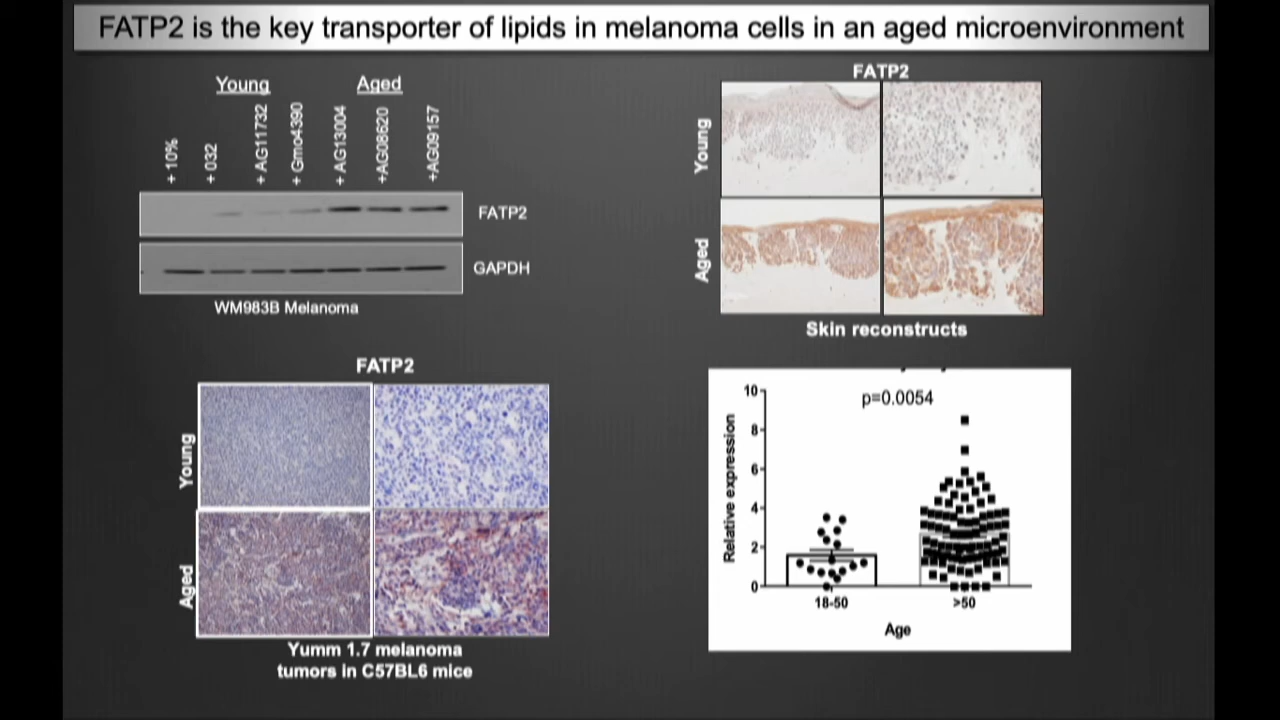 FATP2 is the key transporter of lipids in melanoma cells in an aged microenvironment
Young
Aged
+ 10%
+ 032
+ AG11732
+ Gmo4390
+ AG13004
+AG08620
+AG09157
FATP2
GAPDH
WM983B Melanoma
FATP2
Young
Aged
Skin reconstructs
FATP2
Young
Aged
Yumm 1.7 melanoma
tumors in C57BL6 mice
p=0.0054
Relative expression
10
8
6
4
2
0
18-50
>50
Age